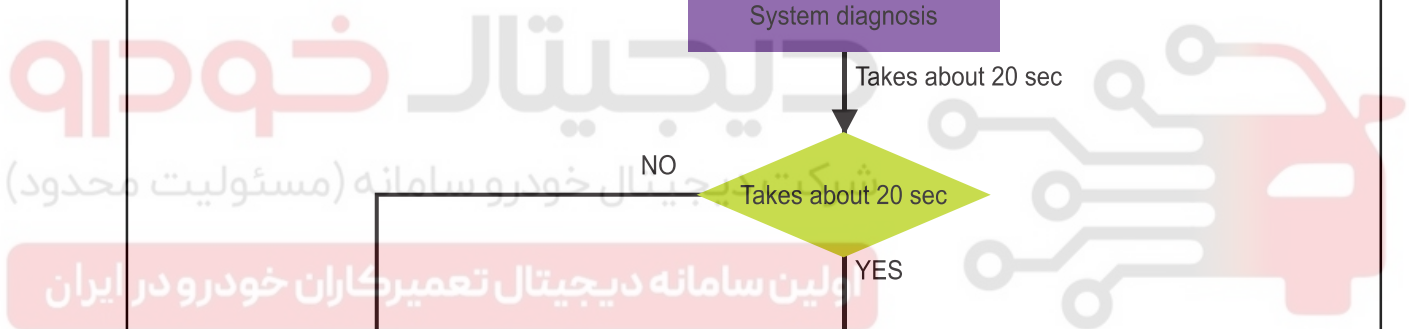 System diagnosis
دیجیتال خودرو
Takes about 20 sec
NO
شرکت دیجیتال خودرو سامانه (مسئولیت محدود)
Takes about 20 sec
YES
اولین سامانه دیجیتال تعمیرکاران خودرو در ایران